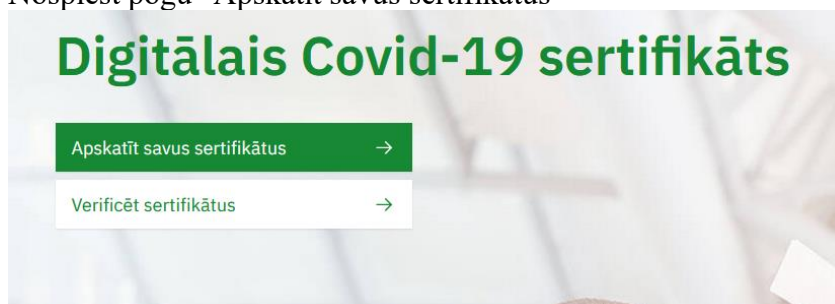 Nospiest pogu “Apskatīt savus sertifikātus”
Digitālais Covid-19 sertifikāts
Apskatīt savus sertifikātus →
Verificēt sertifikātus →